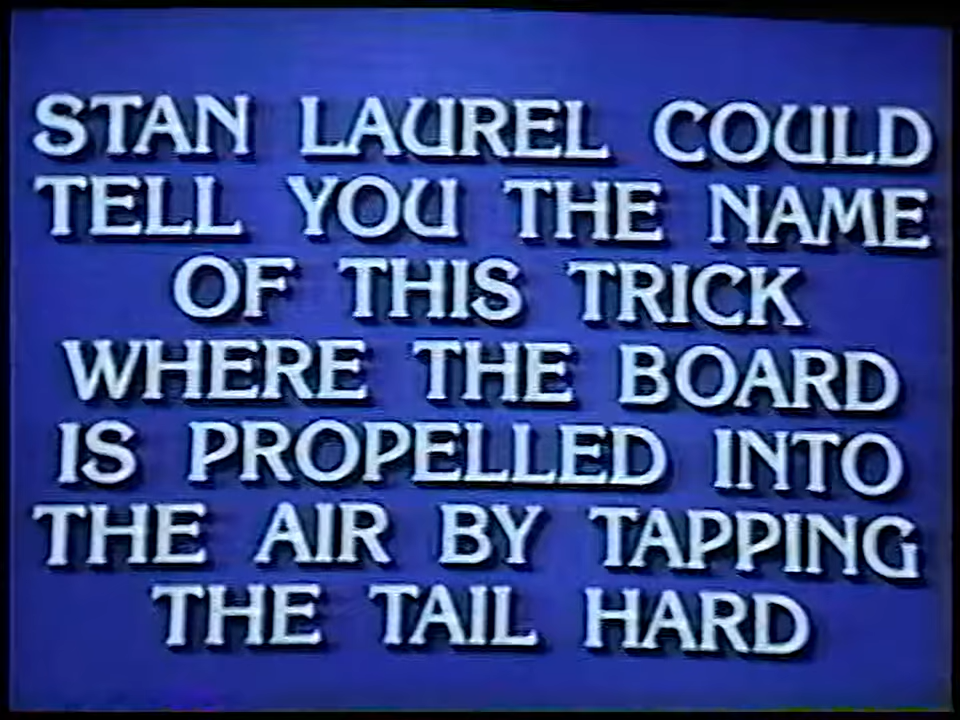 STAN LAUREL COULD
TELL YOU THE NAME
OF THIS TRICK
WHERE THE BOARD
IS PROPELLED INTO
THE AIR BY TAPPING
THE TAIL HARD